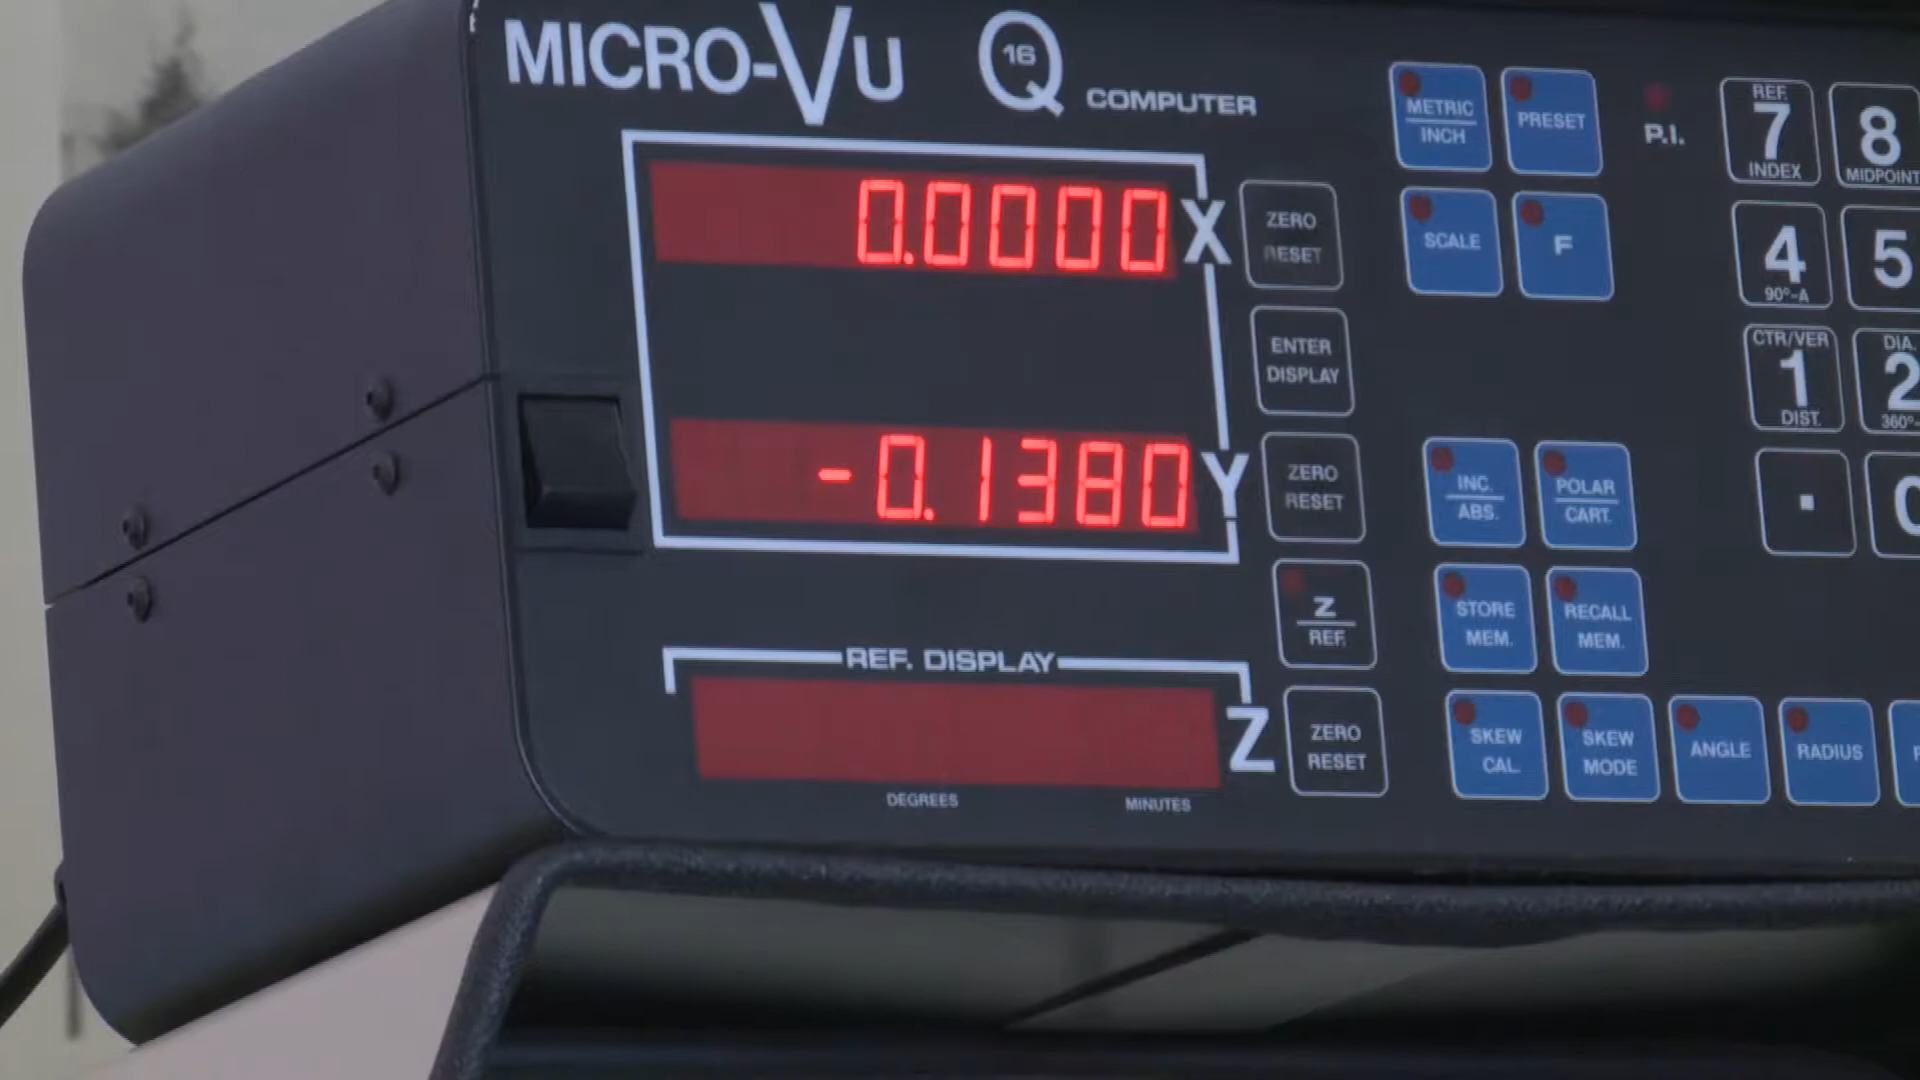 MICRO-VU Q16 COMPUTER
0.0000 X
-0.1380 Y
REF. DISPLAY
Z
DEGREES MINUTES
ZERO
RESET
ENTER
DISPLAY
ZERO
RESET
Z
REF.
ZERO
RESET
METRIC
INCH
PRESET
P.I.
SCALE
F
INC.
ABS.
POLAR
CART.
STORE
MEM.
RECALL
MEM.
SKEW
CAL.
SKEW
MODE
ANGLE
RADIUS
REF.
7
INDEX
8
MIDPOINT
4
90°-A
5
CTR/VER
1
DIST.
DIA.
2
360°-
.